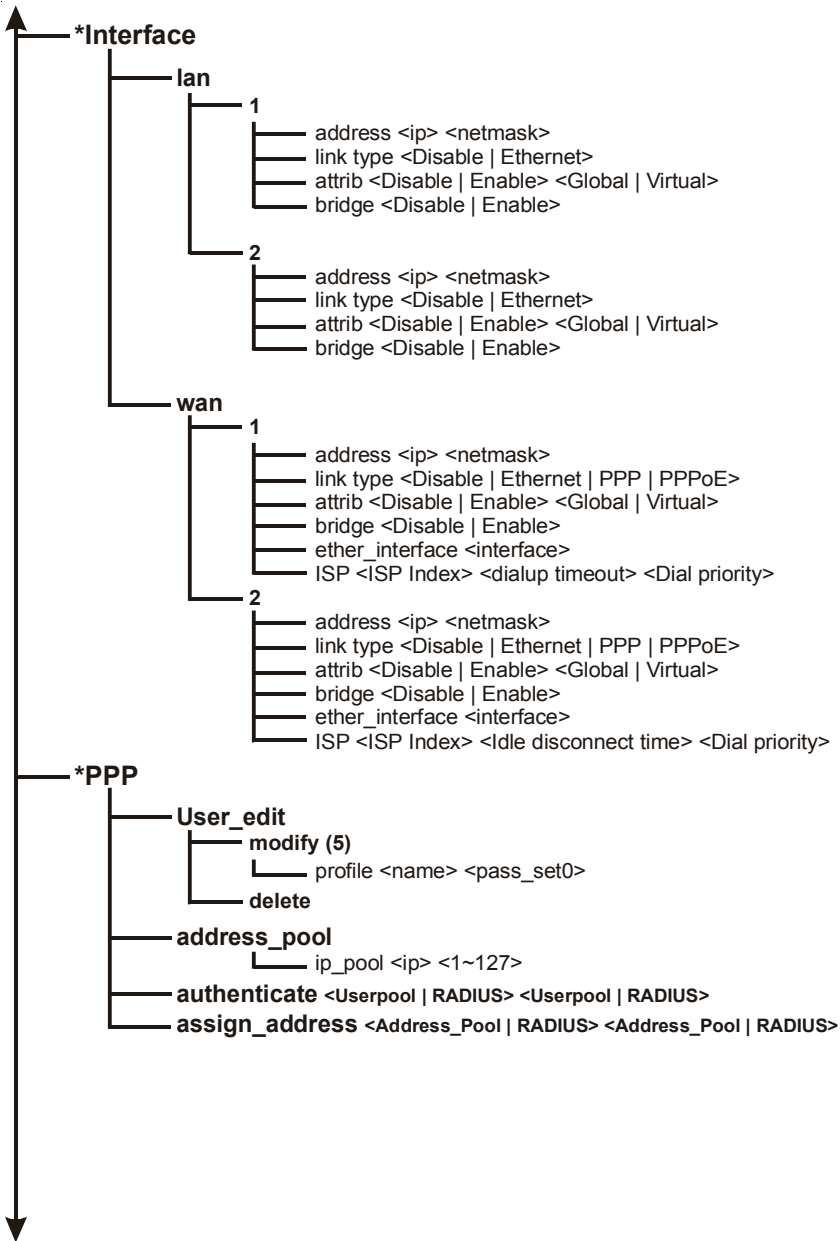 *Interface
lan
1
address <ip> <netmask>
link type <Disable | Ethernet>
attrib <Disable | Enable> <Global | Virtual>
bridge <Disable | Enable>
2
address <ip> <netmask>
link type <Disable | Ethernet>
attrib <Disable | Enable> <Global | Virtual>
bridge <Disable | Enable>
wan
1
address <ip> <netmask>
link type <Disable | Ethernet | PPP | PPPoE>
attrib <Disable | Enable> <Global | Virtual>
bridge <Disable | Enable>
ether_interface <interface>
ISP <ISP Index> <dialup timeout> <Dial priority>
2
address <ip> <netmask>
link type <Disable | Ethernet | PPP | PPPoE>
attrib <Disable | Enable> <Global | Virtual>
bridge <Disable | Enable>
ether_interface <interface>
ISP <ISP Index> <Idle disconnect time> <Dial priority>
*PPP
User_edit
modify (5)
profile <name> <pass_set0>
delete
address_pool
ip_pool <ip> <1~127>
authenticate <Userpool | RADIUS> <Userpool | RADIUS>
assign_address <Address_Pool | RADIUS> <Address_Pool | RADIUS>